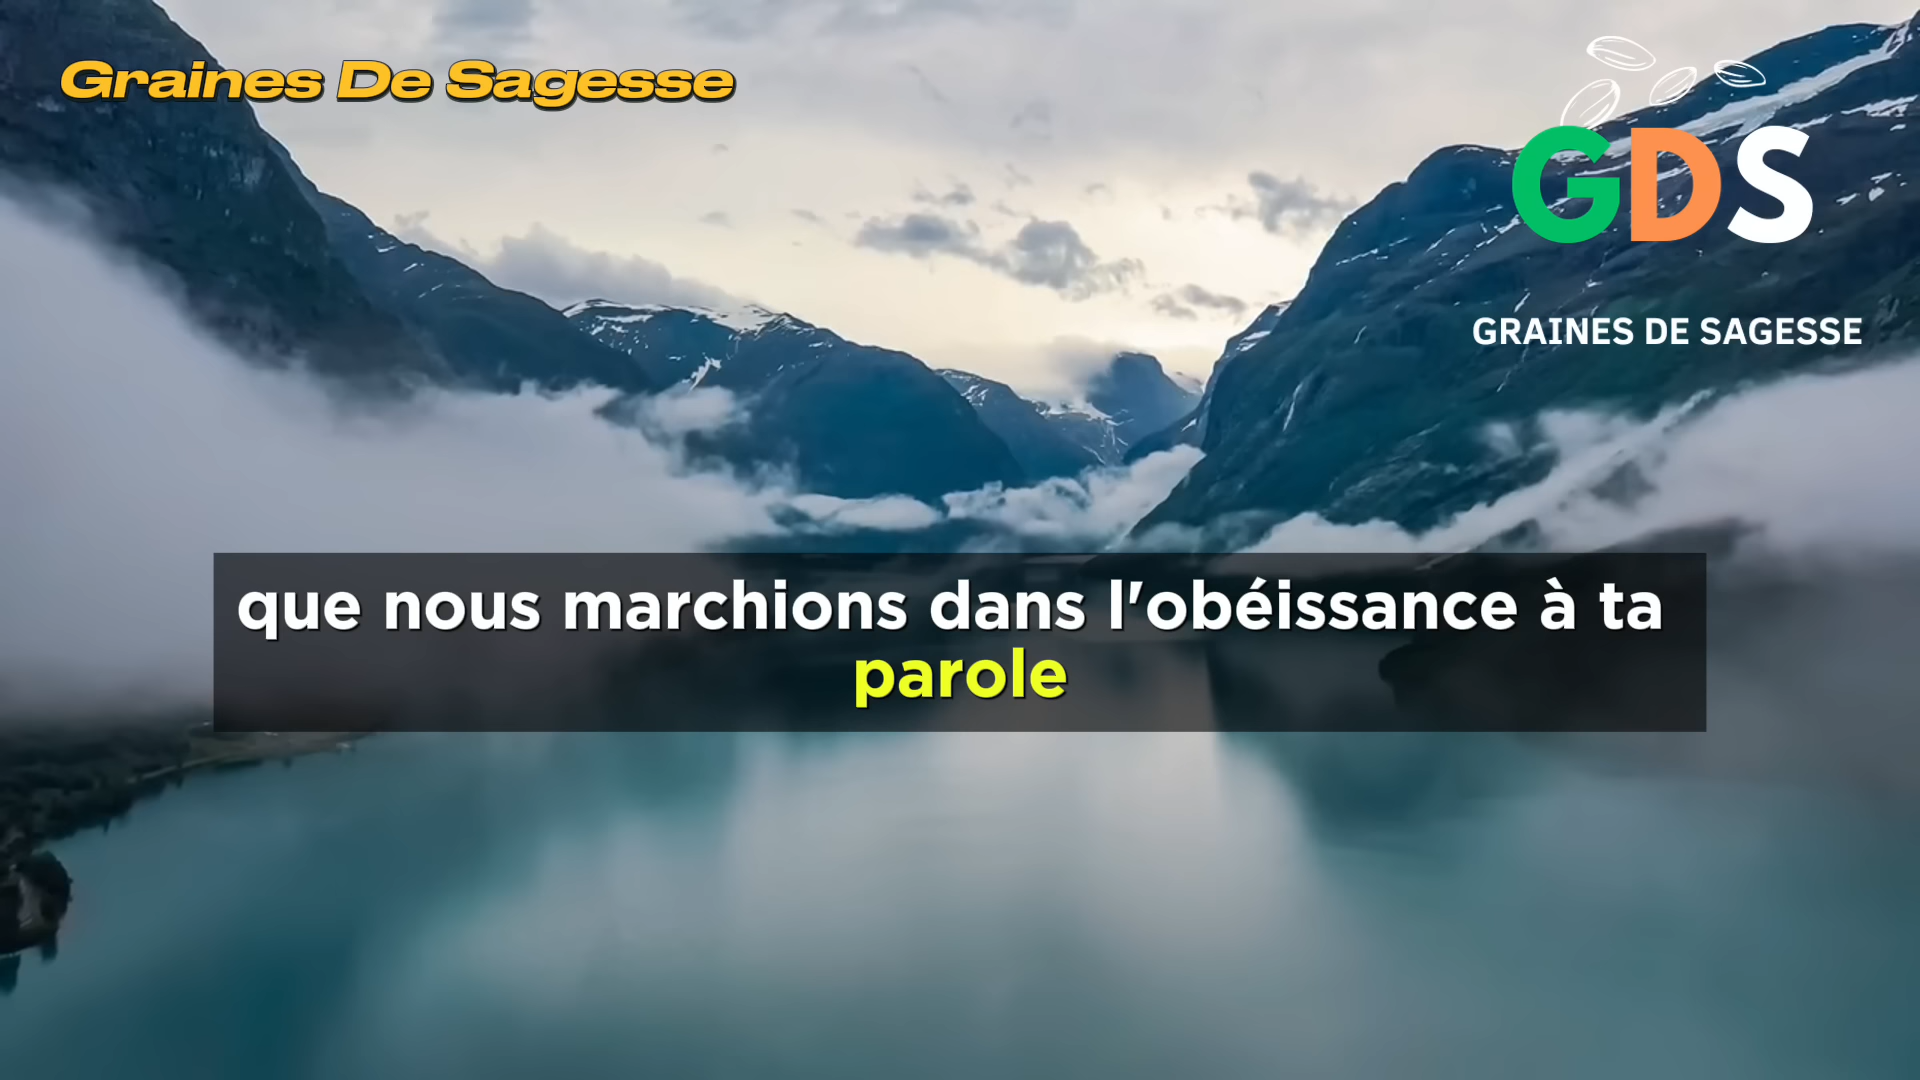 Graines De Sagesse
GDS
GRAINES DE SAGESSE
que nous marchions dans l'obéissance à ta
parole